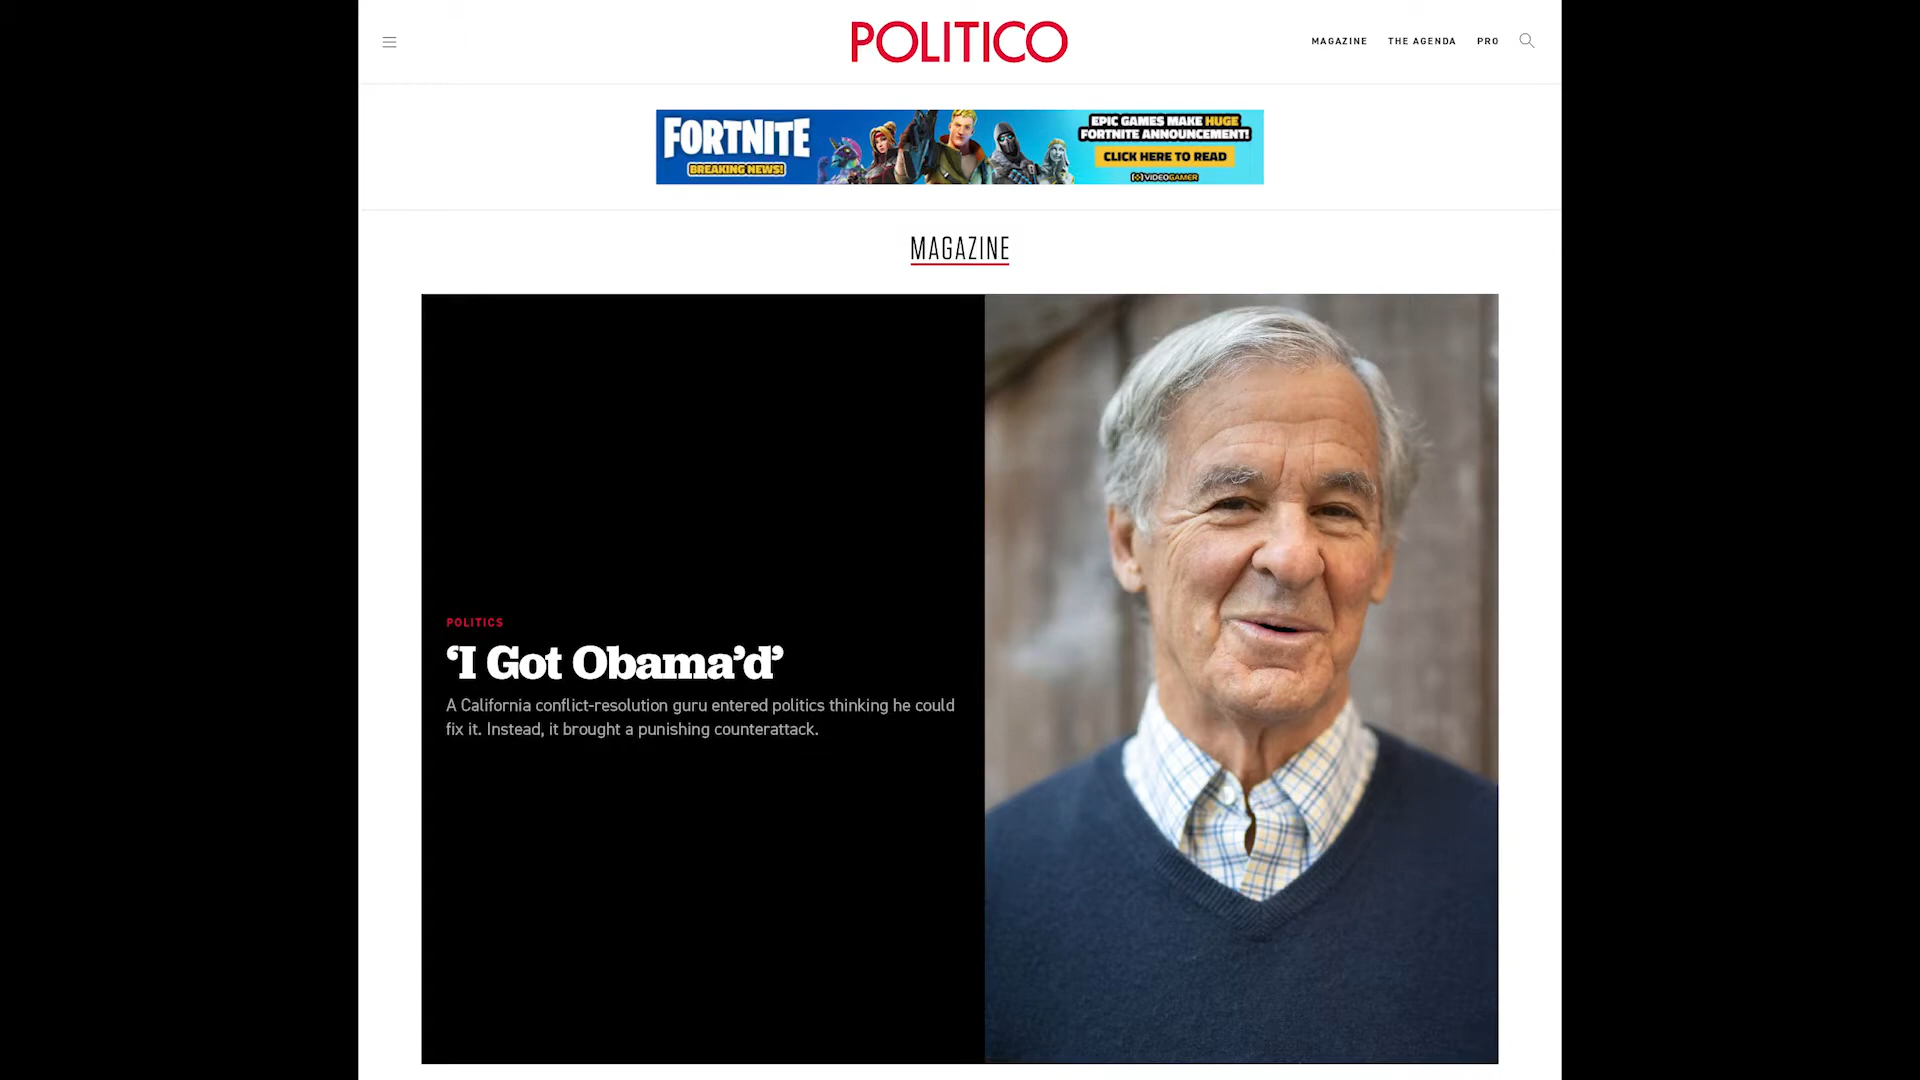 POLITICO
MAGAZINE
THE AGENDA
PRO
FORTNITE
BREAKING NEWS!
EPIC GAMES MAKE HUGE
FORTNITE ANNOUNCEMENT!
CLICK HERE TO READ
VIDEOGAMER
MAGAZINE
POLITICS
‘I Got Obama’d’
A California conflict-resolution guru entered politics thinking he could
fix it. Instead, it brought a punishing counterattack.